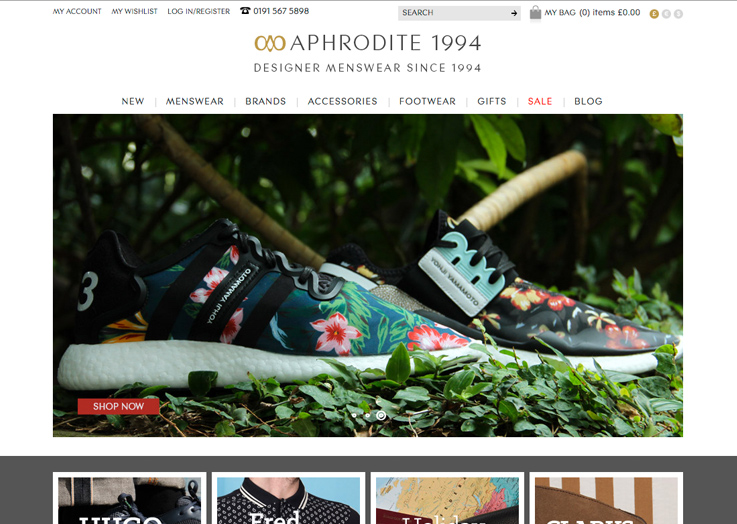 MY ACCOUNT MY WISHLIST LOG IN/REGISTER 0191 567 5898 SEARCH MY BAG (0) items £0.00 £ € $
APHRODITE 1994
DESIGNER MENSWEAR SINCE 1994
NEW | MENSWEAR | BRANDS | ACCESSORIES | FOOTWEAR | GIFTS | SALE | BLOG
3
YOHJI YAMAMOTO
YOHJI YAMAMOTO
SHOP NOW
HUGO Fred Holiday CLARKS